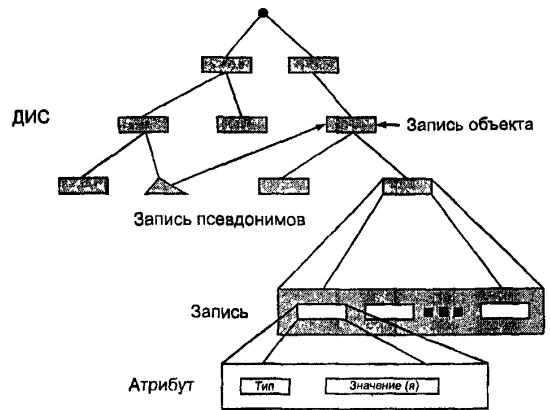 ДИС
Запись объекта
Запись псевдонимов
Запись
Атрибут
Тип
Значение (я)